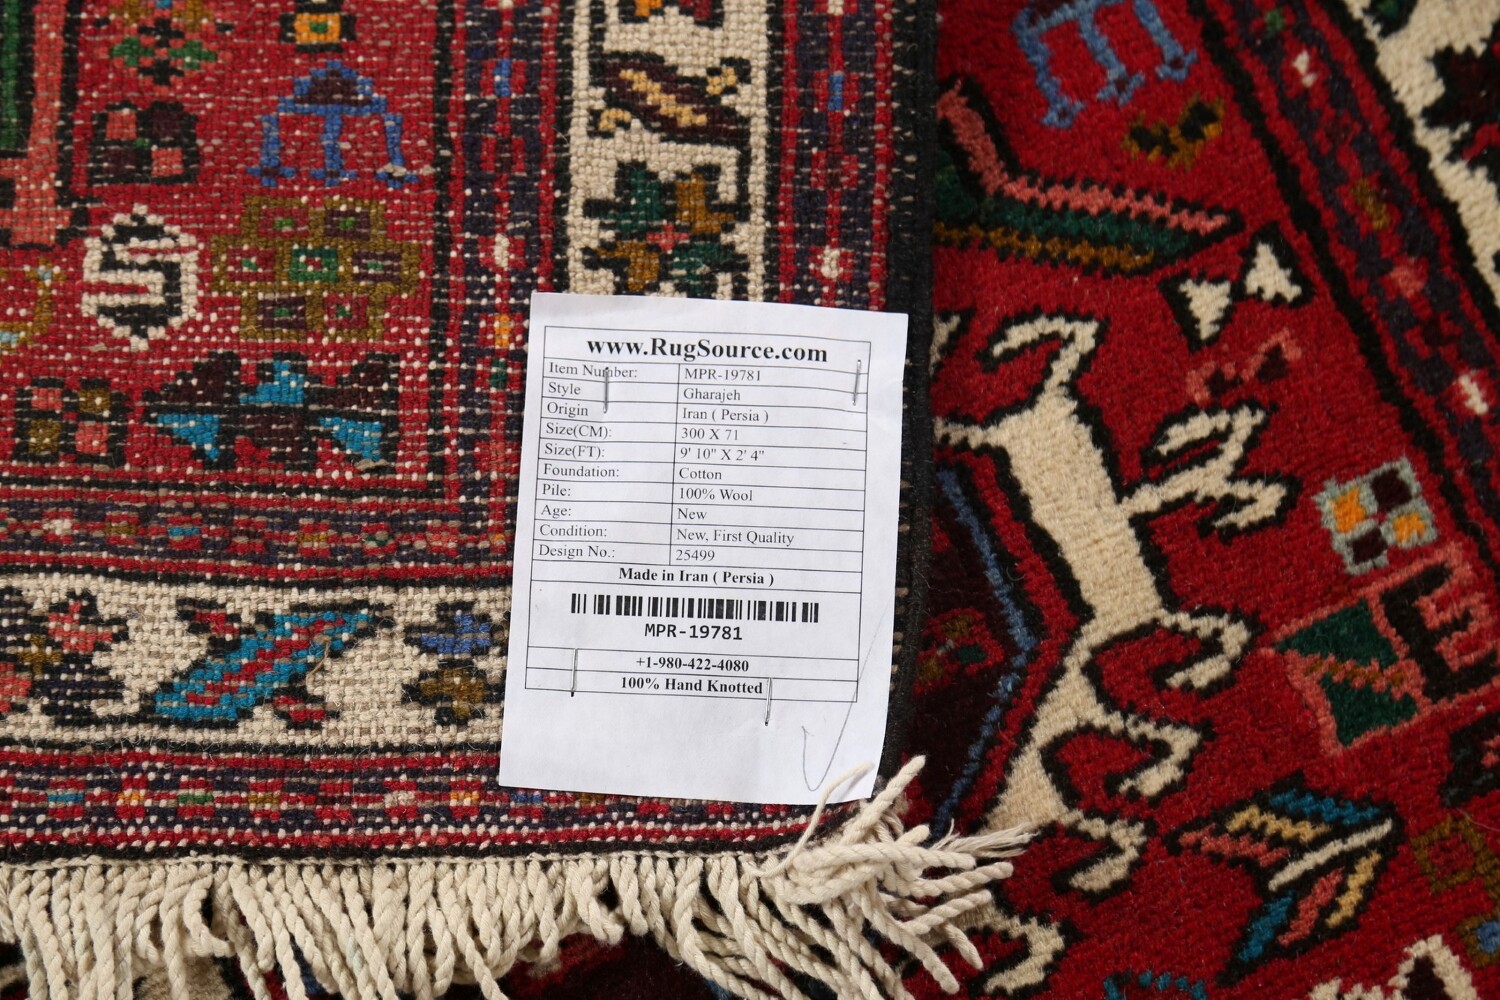 www.RugSource.com
Item Number: MPR-19781
Style Gharajeh
Origin Iran ( Persia )
Size(CM): 300 X 71
Size(FT): 9' 10" X 2' 4"
Foundation: Cotton
Pile: 100% Wool
Age: New
Condition: New, First Quality
Design No.: 25499
Made in Iran ( Persia )
MPR-19781
+1-980-422-4080
100% Hand Knotted